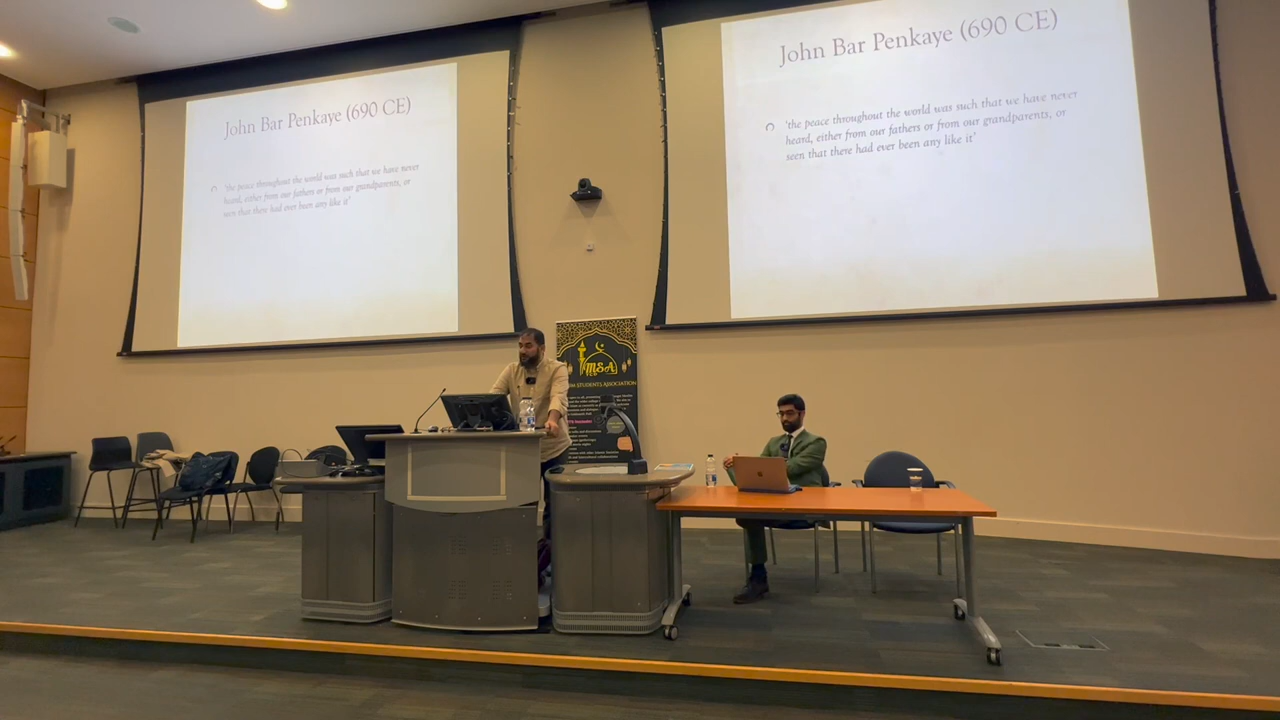 John Bar Penkaye (690 CE)
'the peace throughout the world was such that we have never
heard, either from our fathers or from our grandparents, or
seen that there had ever been any like it'
John Bar Penkaye (690 CE)
'the peace throughout the world was such that we have never
heard, either from our fathers or from our grandparents, or
seen that there had ever been any like it'
MSA
STUDENTS ASSOCIATION